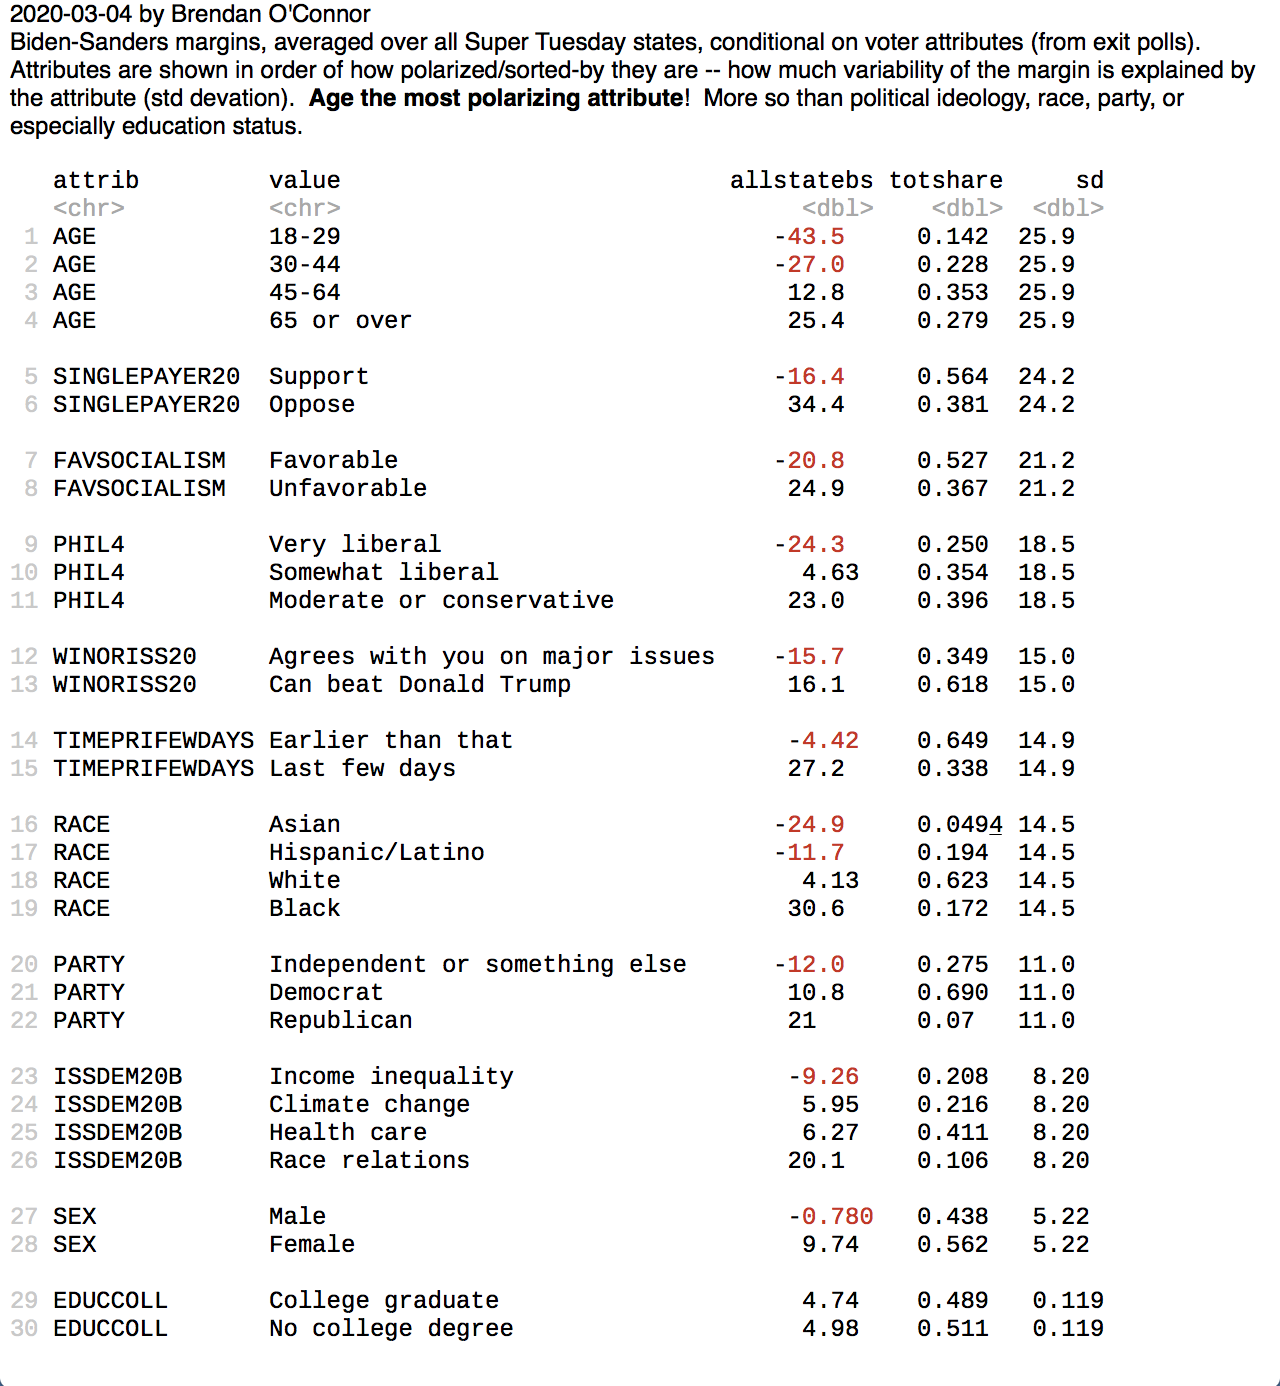 2020-03-04 by Brendan O'Connor
Biden-Sanders margins, averaged over all Super Tuesday states, conditional on voter attributes (from exit polls).
Attributes are shown in order of how polarized/sorted-by they are -- how much variability of the margin is explained by
the attribute (std devation).  Age the most polarizing attribute!  More so than political ideology, race, party, or
especially education status.
attrib value allstatebs totshare sd
<chr> <chr> <dbl> <dbl> <dbl>
1 AGE 18-29 -43.5 0.142 25.9
2 AGE 30-44 -27.0 0.228 25.9
3 AGE 45-64 12.8 0.353 25.9
4 AGE 65 or over 25.4 0.279 25.9
5 SINGLEPAYER20 Support -16.4 0.564 24.2
6 SINGLEPAYER20 Oppose 34.4 0.381 24.2
7 FAVSOCIALISM Favorable -20.8 0.527 21.2
8 FAVSOCIALISM Unfavorable 24.9 0.367 21.2
9 PHIL4 Very liberal -24.3 0.250 18.5
10 PHIL4 Somewhat liberal 4.63 0.354 18.5
11 PHIL4 Moderate or conservative 23.0 0.396 18.5
12 WINORISS20 Agrees with you on major issues -15.7 0.349 15.0
13 WINORISS20 Can beat Donald Trump 16.1 0.618 15.0
14 TIMEPRIFEWDAYS Earlier than that -4.42 0.649 14.9
15 TIMEPRIFEWDAYS Last few days 27.2 0.338 14.9
16 RACE Asian -24.9 0.0494 14.5
17 RACE Hispanic/Latino -11.7 0.194 14.5
18 RACE White 4.13 0.623 14.5
19 RACE Black 30.6 0.172 14.5
20 PARTY Independent or something else -12.0 0.275 11.0
21 PARTY Democrat 10.8 0.690 11.0
22 PARTY Republican 21 0.07 11.0
23 ISSDEM20B Income inequality -9.26 0.208 8.20
24 ISSDEM20B Climate change 5.95 0.216 8.20
25 ISSDEM20B Health care 6.27 0.411 8.20
26 ISSDEM20B Race relations 20.1 0.106 8.20
27 SEX Male -0.780 0.438 5.22
28 SEX Female 9.74 0.562 5.22
29 EDUCCOLL College graduate 4.74 0.489 0.119
30 EDUCCOLL No college degree 4.98 0.511 0.119